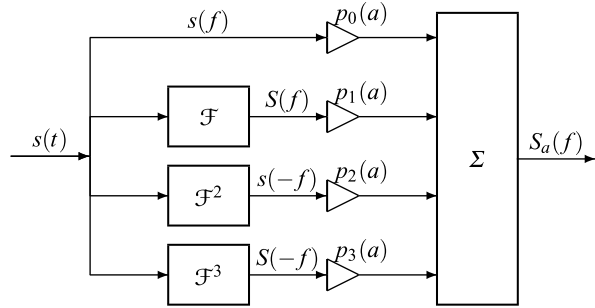 s(f) p₀(a)
S(f) p₁(a)
ℱ
s(t) Σ Sₐ(f)
s(−f) p₂(a)
ℱ²
S(−f) p₃(a)
ℱ³